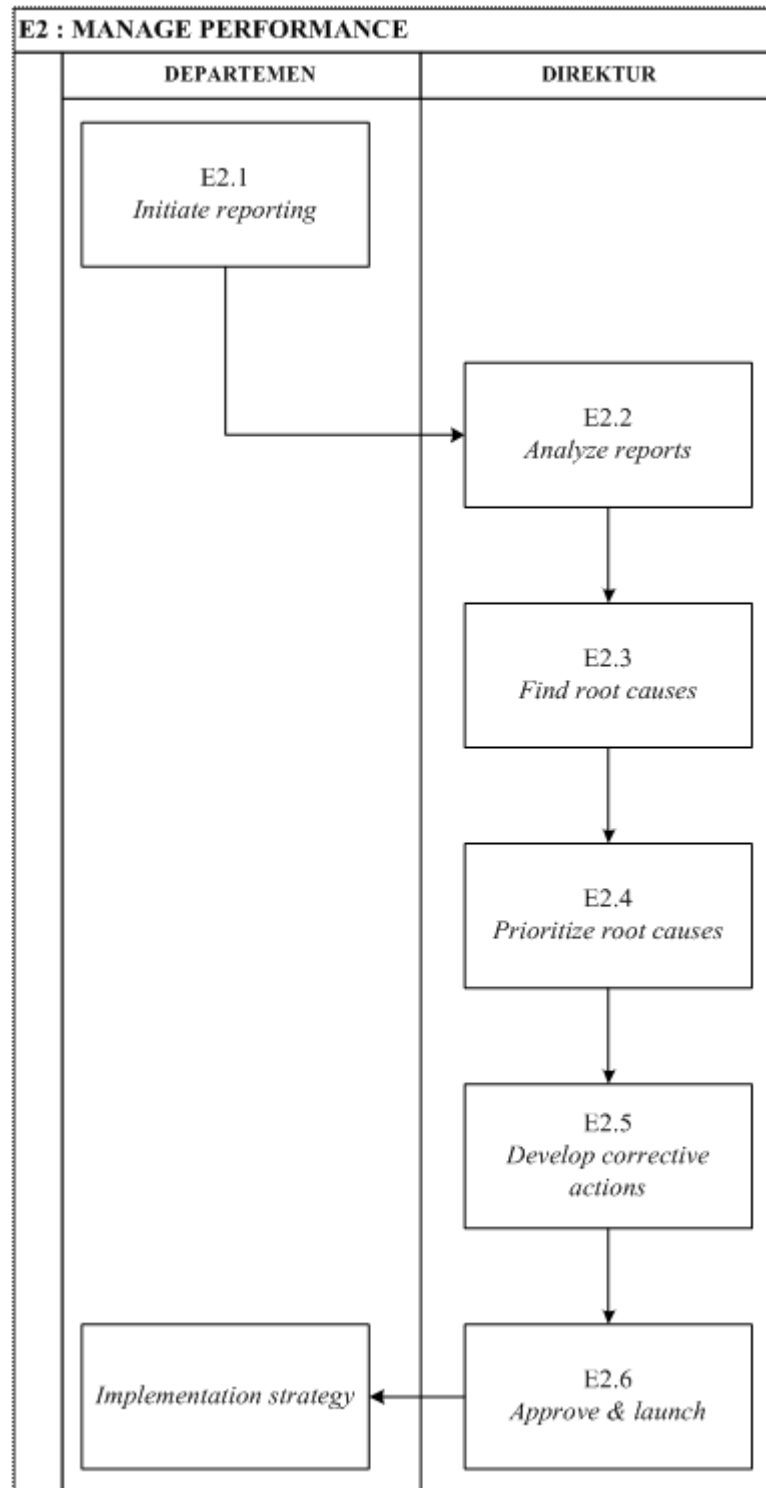 E2 : MANAGE PERFORMANCE
DEPARTEMEN
DIREKTUR
E2.1
Initiate reporting
E2.2
Analyze reports
E2.3
Find root causes
E2.4
Prioritize root causes
E2.5
Develop corrective
actions
Implementation strategy
E2.6
Approve & launch